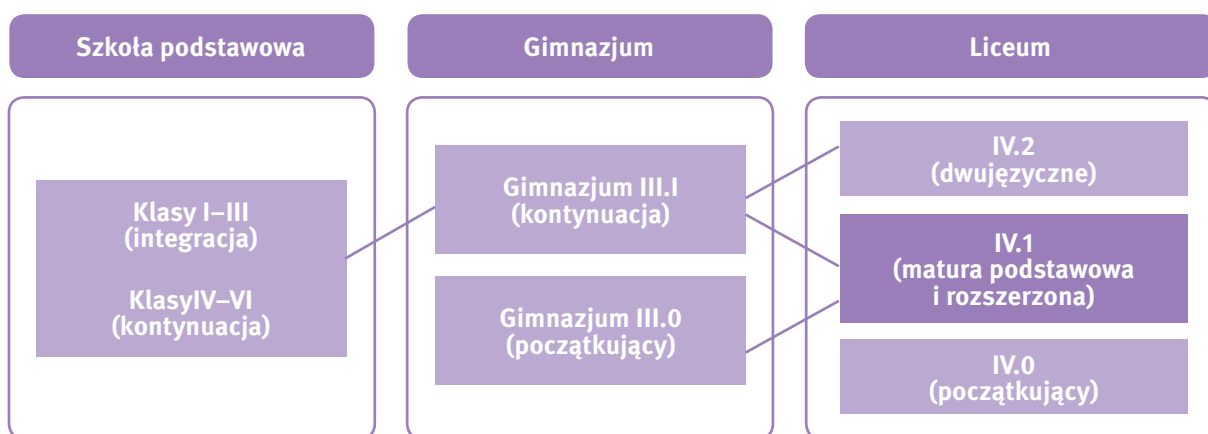 Szkoła podstawowa
Gimnazjum
Liceum
Klasy I–III
(integracja)
KlasyIV–VI
(kontynuacja)
Gimnazjum III.I
(kontynuacja)
Gimnazjum III.0
(początkujący)
IV.2
(dwujęzyczne)
IV.1
(matura podstawowa
i rozszerzona)
IV.0
(początkujący)